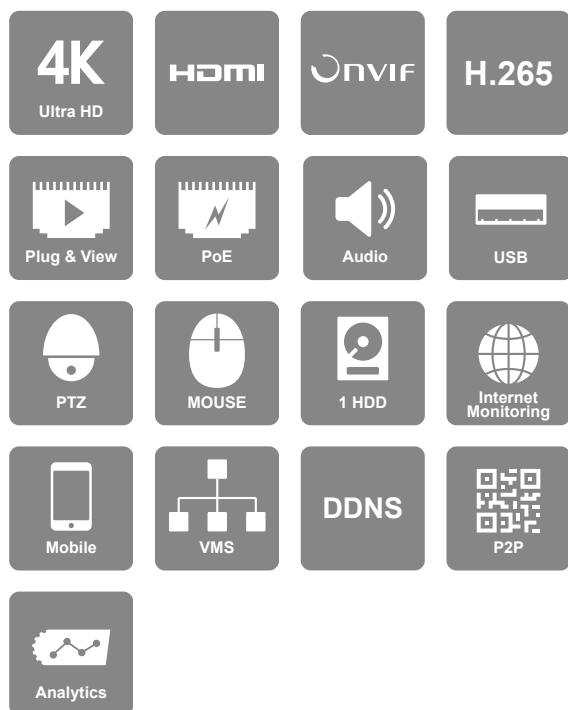 4K
Ultra HD
HDMI
ONVIF
H.265
Plug & View
PoE
Audio
USB
PTZ
MOUSE
1 HDD
Internet
Monitoring
Mobile
VMS
DDNS
P2P
Analytics